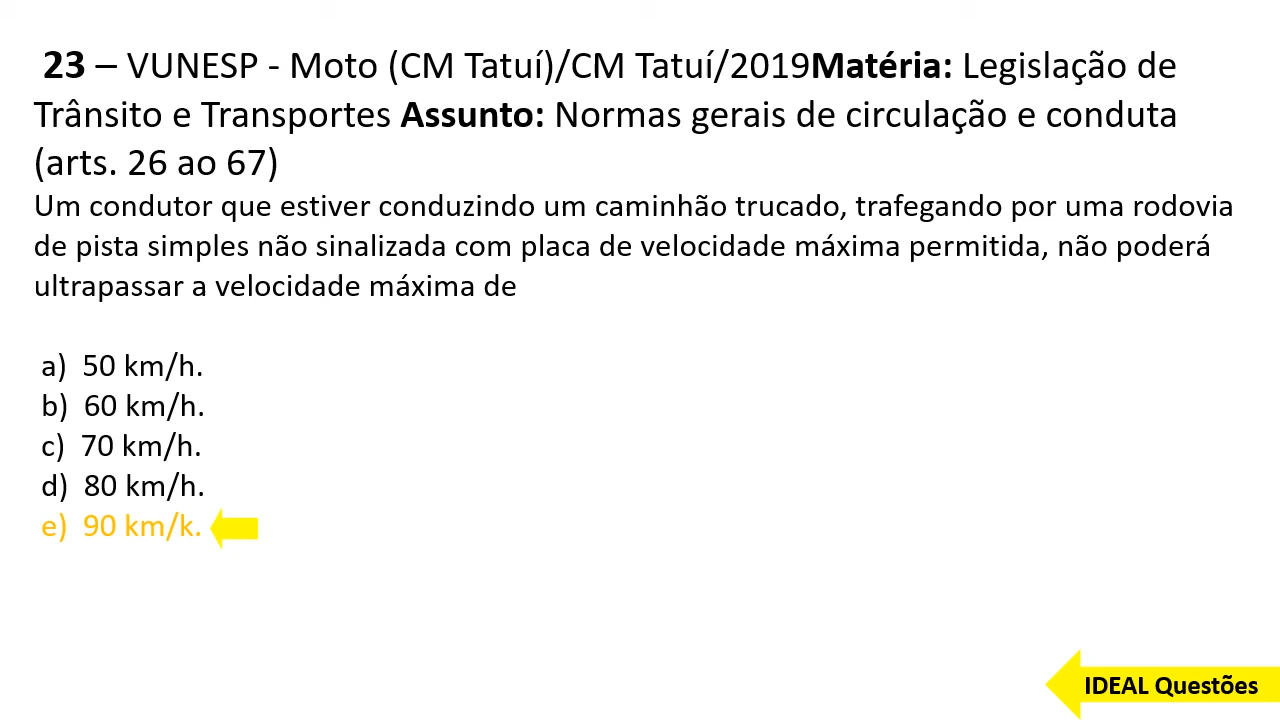 23 – VUNESP - Moto (CM Tatuí)/CM Tatuí/2019Matéria: Legislação de
Trânsito e Transportes Assunto: Normas gerais de circulação e conduta
(arts. 26 ao 67)
Um condutor que estiver conduzindo um caminhão trucado, trafegando por uma rodovia
de pista simples não sinalizada com placa de velocidade máxima permitida, não poderá
ultrapassar a velocidade máxima de
a) 50 km/h.
b) 60 km/h.
c) 70 km/h.
d) 80 km/h.
e) 90 km/k.
IDEAL Questões